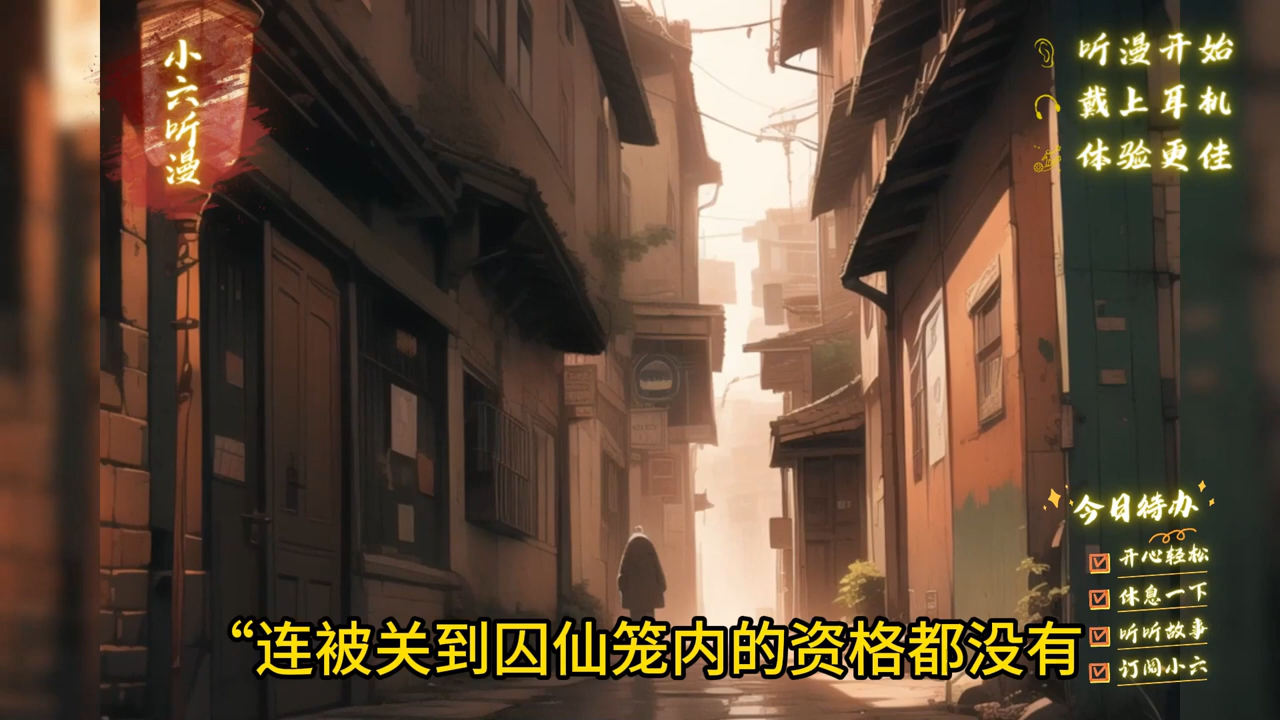 小六听漫
听漫开始
戴上耳机
体验更佳
今日待办
开心轻松
休息一下
听听故事
订阅小六
“连被关到囚仙笼内的资格都没有